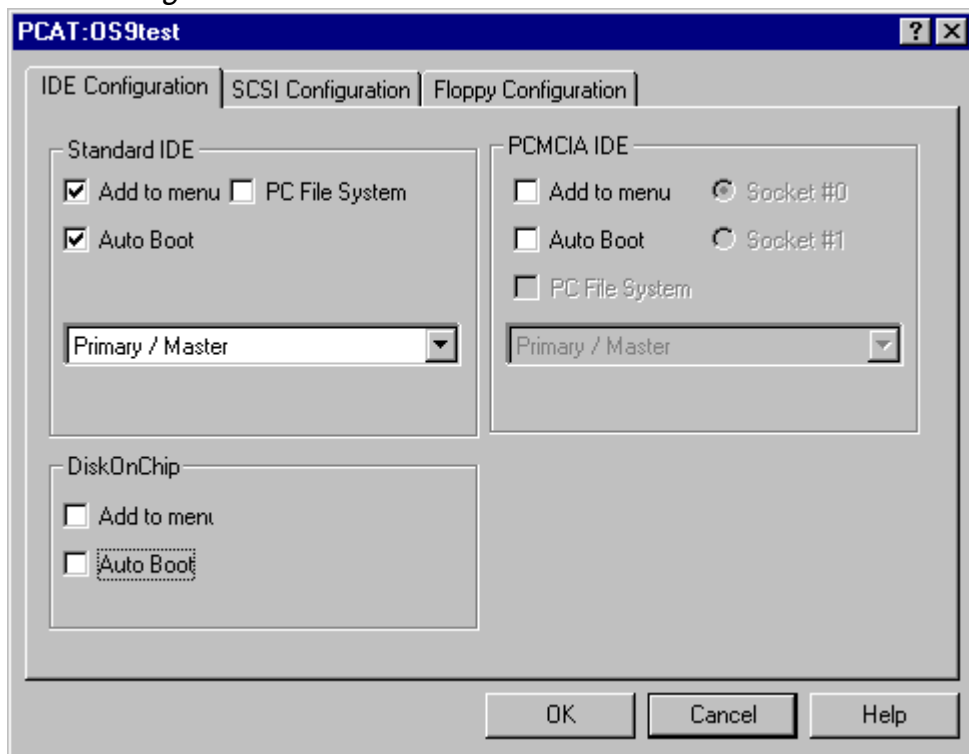 PCAT:OS9test
IDE Configuration SCSI Configuration Floppy Configuration
Standard IDE
Add to menu PC File System
Auto Boot
Primary / Master
PCMCIA IDE
Add to menu Socket #0
Auto Boot Socket #1
PC File System
Primary / Master
DiskOnChip
Add to menu
Auto Boot
OK Cancel Help